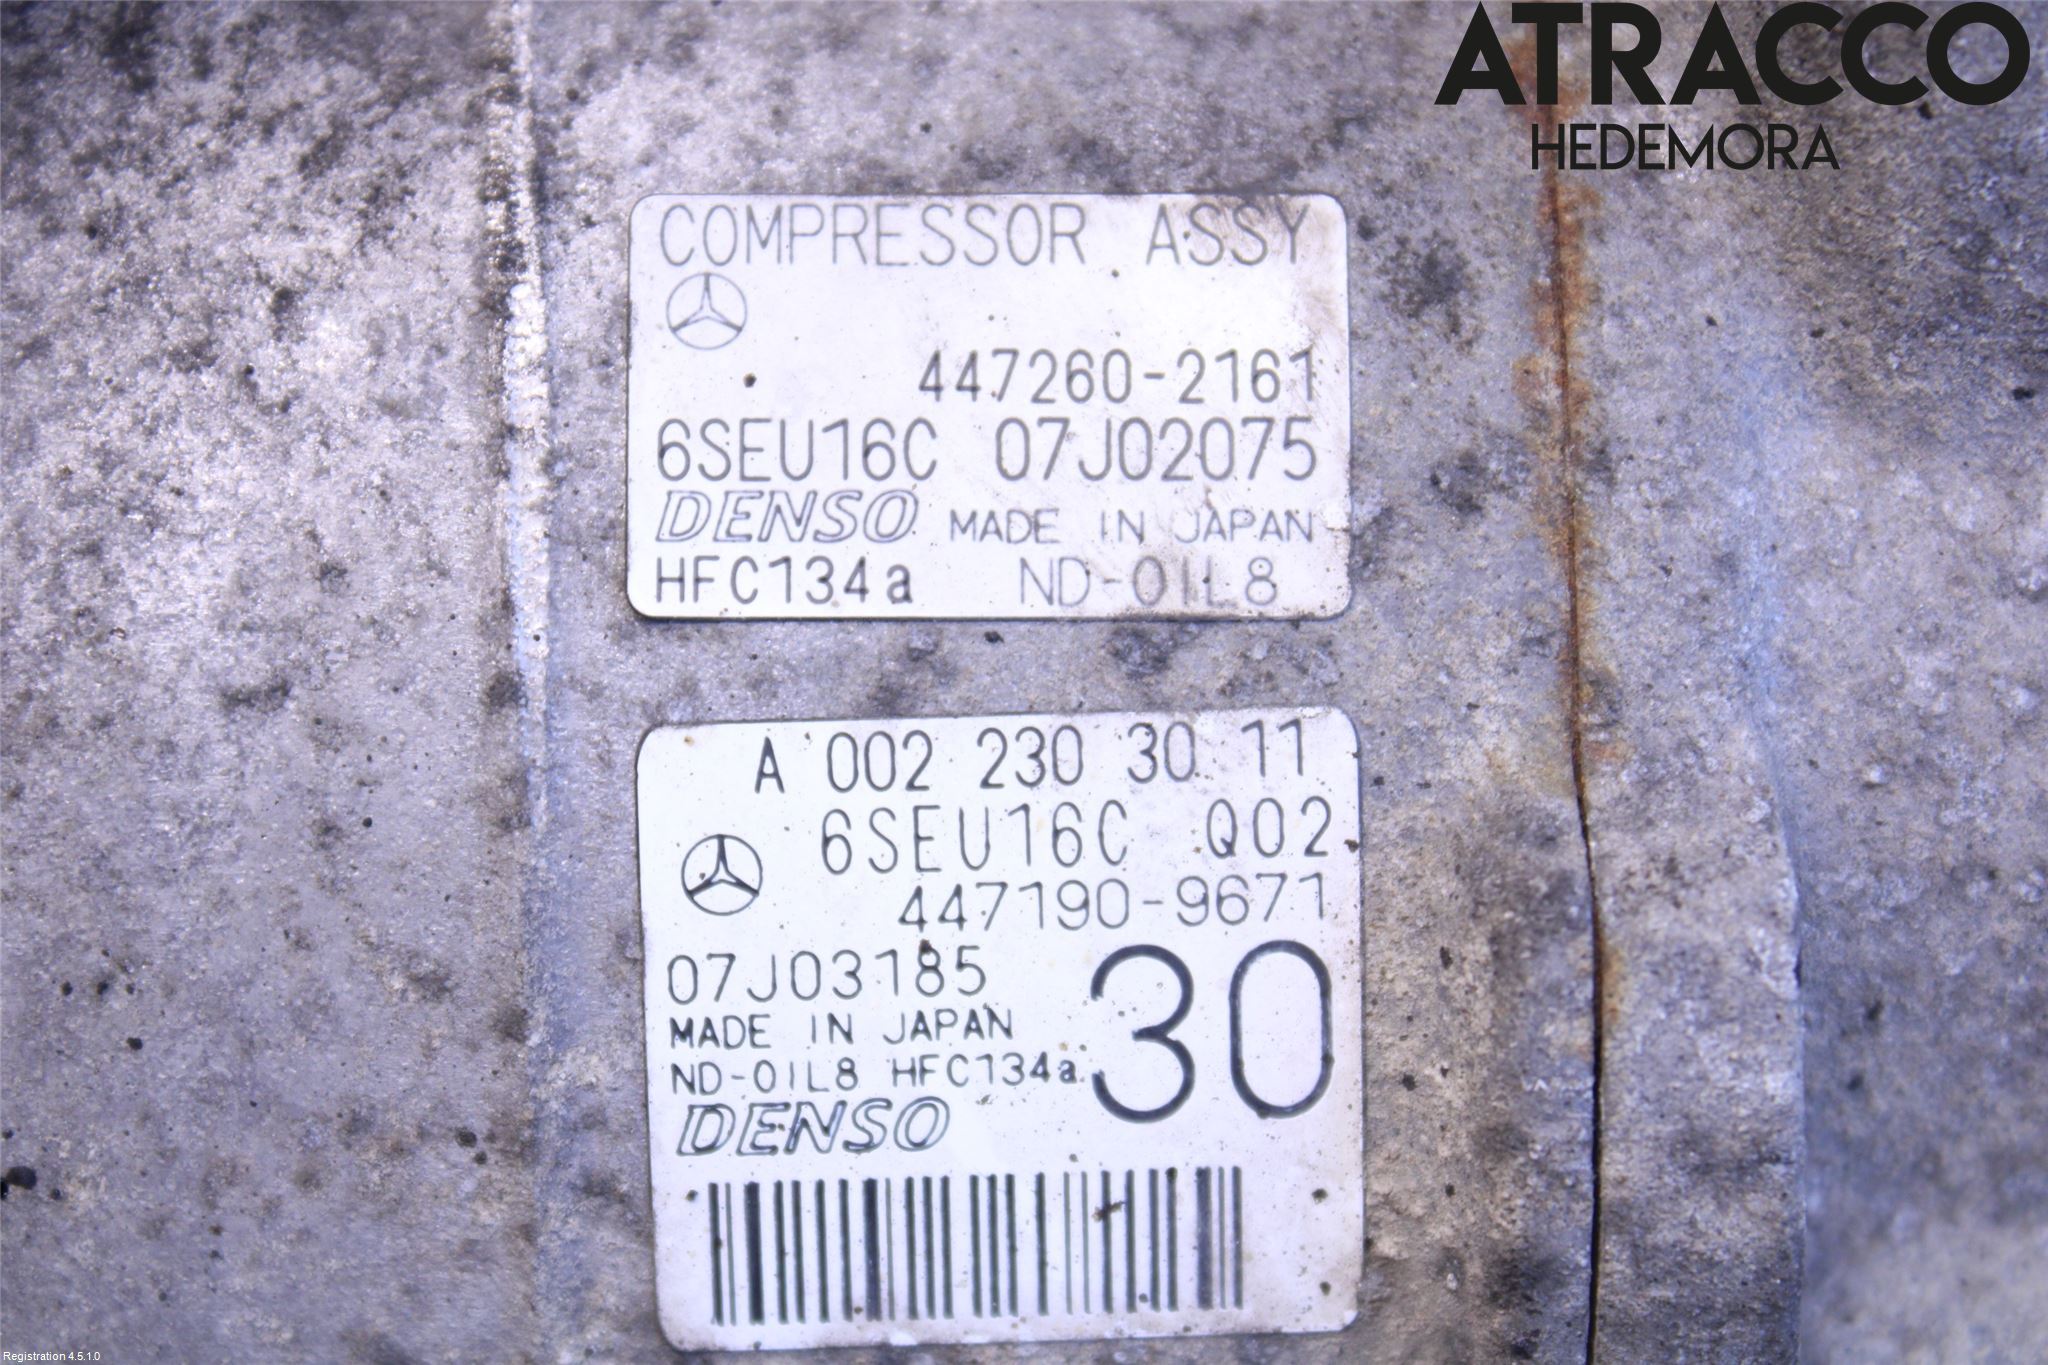 ATRACCO
HEDEMORA
COMPRESSOR ASSY
447260-2161
6SEU16C 07J02075
DENSO MADE IN JAPAN
HFC134a ND-OIL8
A 002 230 30 11
6SEU16C Q02
447190-9671
07J03185
30
MADE IN JAPAN
ND-OIL8 HFC134a
DENSO
Registration 4.5.1.0